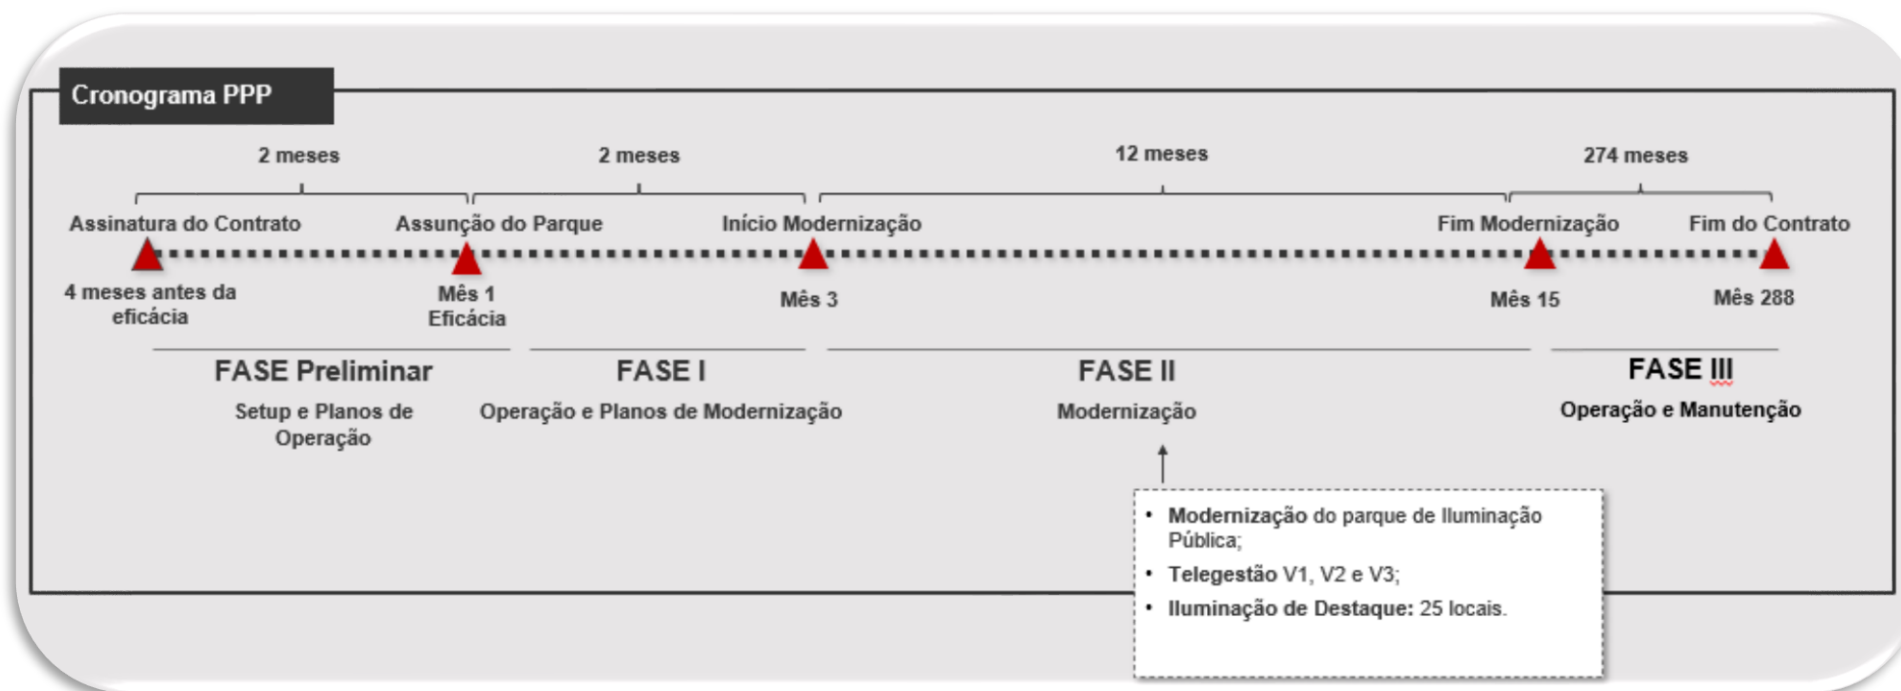 Cronograma PPP
2 meses
2 meses
12 meses
274 meses
Assinatura do Contrato
Assunção do Parque
Início Modernização
Fim Modernização
Fim do Contrato
4 meses antes da
eficácia
Mês 1
Eficácia
Mês 3
Mês 15
Mês 288
FASE Preliminar
Setup e Planos de
Operação
FASE I
Operação e Planos de Modernização
FASE II
Modernização
FASE III
Operação e Manutenção
• Modernização do parque de Iluminação
Pública;
• Telegestão V1, V2 e V3;
• Iluminação de Destaque: 25 locais.